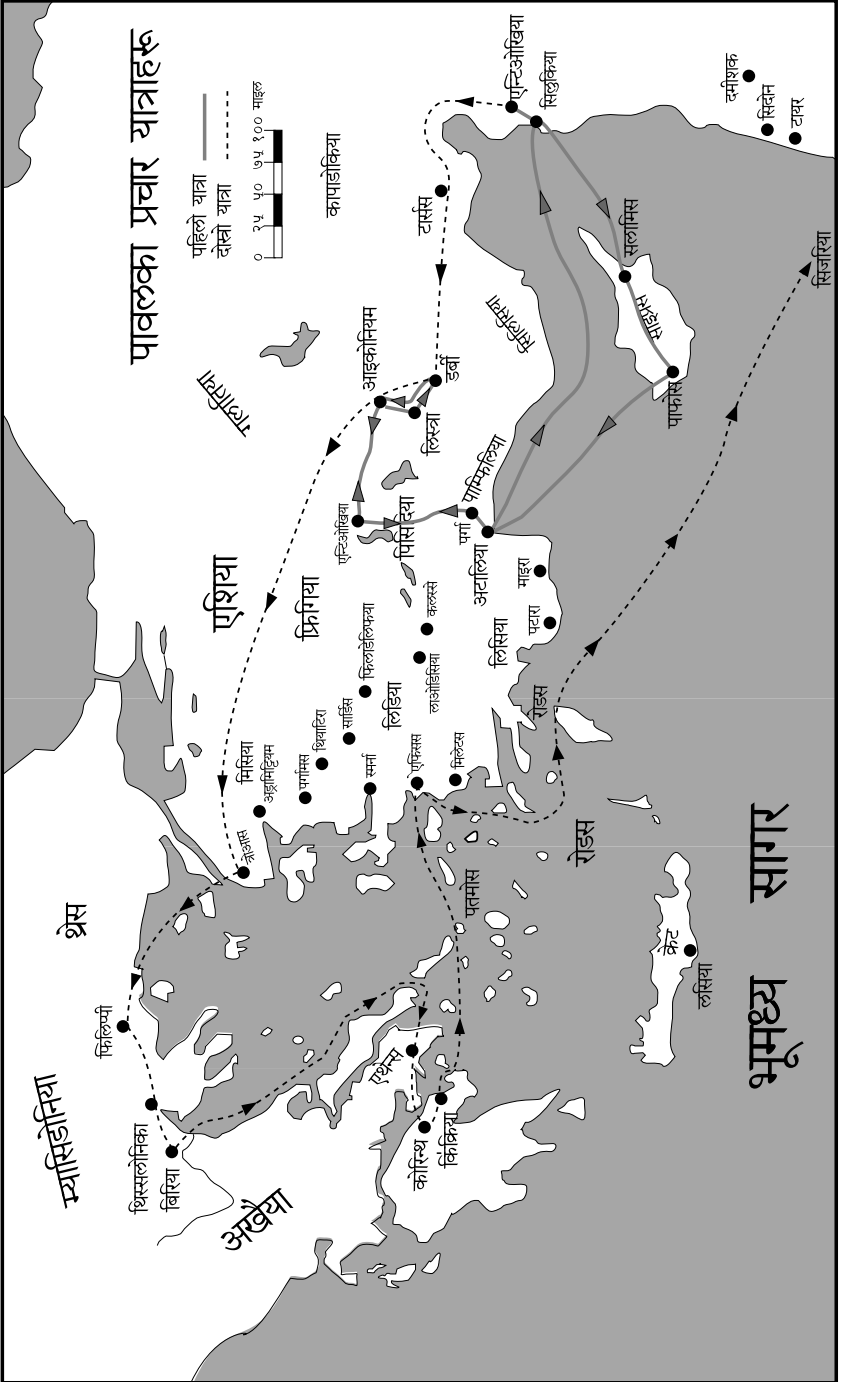 पावलका प्रचार यात्राहरू
पहिलो यात्रा
दोस्रो यात्रा
० २५ ५० ७५ १०० माइल
म्यासिडोनिया
थ्रेस
फिलिप्पी
थिस्सलोनिका
बिरिया
अखैया
एथेन्स
कोरिन्थ
किंक्रिया
त्रोआस
मिसिया
अड्रामिट्टियम
पर्गामस
थियाटिरा
सार्डिस
स्मर्ना
फिलाडेल्फिया
लिडिया
एफिसस
मिलेटस
लाओडिसिया
कलस्से
एशिया
फ्रिगिया
गलातिया
कापाडोकिया
एन्टिओखिया
पिसिदिया
आइकोनियम
लिस्त्रा
डर्बी
टार्सस
सिलिसिया
एन्टिओखिया
सिलुकिया
दमीशक
सिदोन
टायर
सिजरिया
पाम्फिलिया
पर्गा
अटालिया
लिसिया
माइरा
पटारा
साइप्रस
सलामिस
पाफोस
रोडस
रोडस
पतमोस
क्रेट
लसिया
भूमध्य सागर